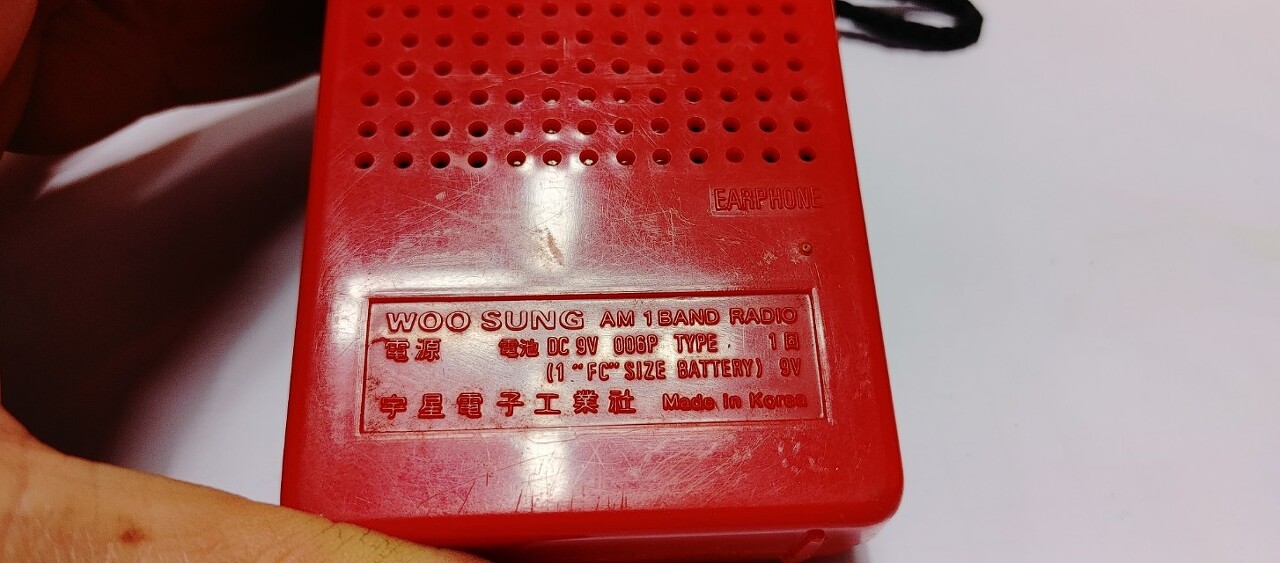 EARPHONE
WOO SUNG AM 1 BAND RADIO
電源 電池 DC 9V 006P TYPE 1回
(1 "FC" SIZE BATTERY) 9V
宇星電子工業社 Made in Korea